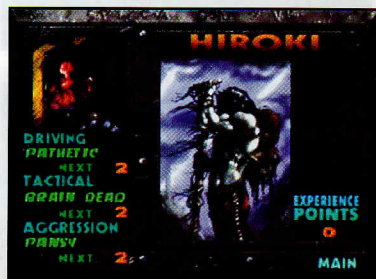 HIROKI
DRIVING
PATHETIC
NEXT 2
TACTICAL
BRAIN DEAD
NEXT 2
AGGRESSION
PANSY
NEXT 2
EXPERIENCE
POINTS
0
MAIN